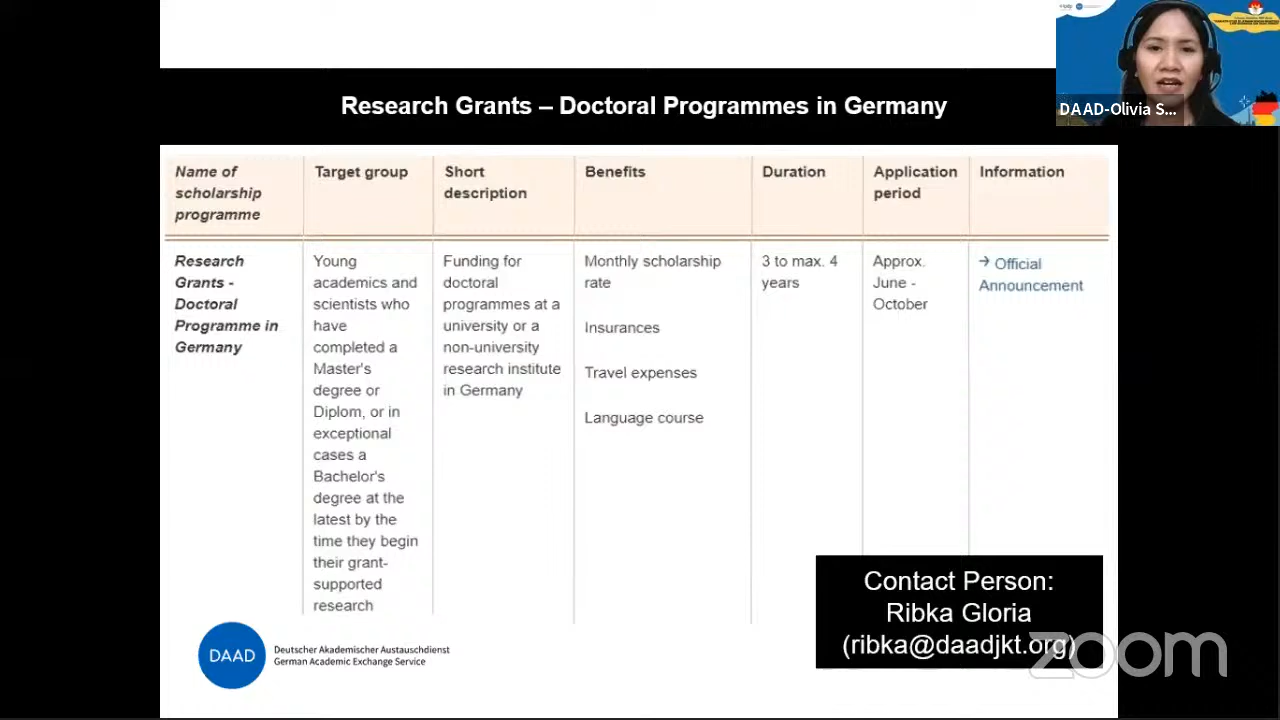 Research Grants – Doctoral Programmes in Germany
DAAD-Olivia S...
Name of
scholarship
programme
Target group
Short
description
Benefits
Duration
Application
period
Information
Research
Grants -
Doctoral
Programme in
Germany
Young
academics and
scientists who
have
completed a
Master's
degree or
Diplom, or in
exceptional
cases a
Bachelor's
degree at the
latest by the
time they begin
their grant-
supported
research
Funding for
doctoral
programmes at a
university or a
non-university
research institute
in Germany
Monthly scholarship
rate
Insurances
Travel expenses
Language course
3 to max. 4
years
Approx.
June -
October
→ Official
Announcement
Contact Person:
Ribka Gloria
(ribka@daadjkt.org)
DAAD
Deutscher Akademischer Austauschdienst
German Academic Exchange Service
zoom